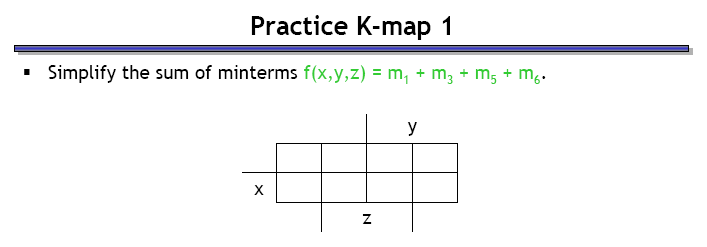 Practice K-map 1
▪ Simplify the sum of minterms f(x,y,z) = m₁ + m₃ + m₅ + m₆.
y
x
z